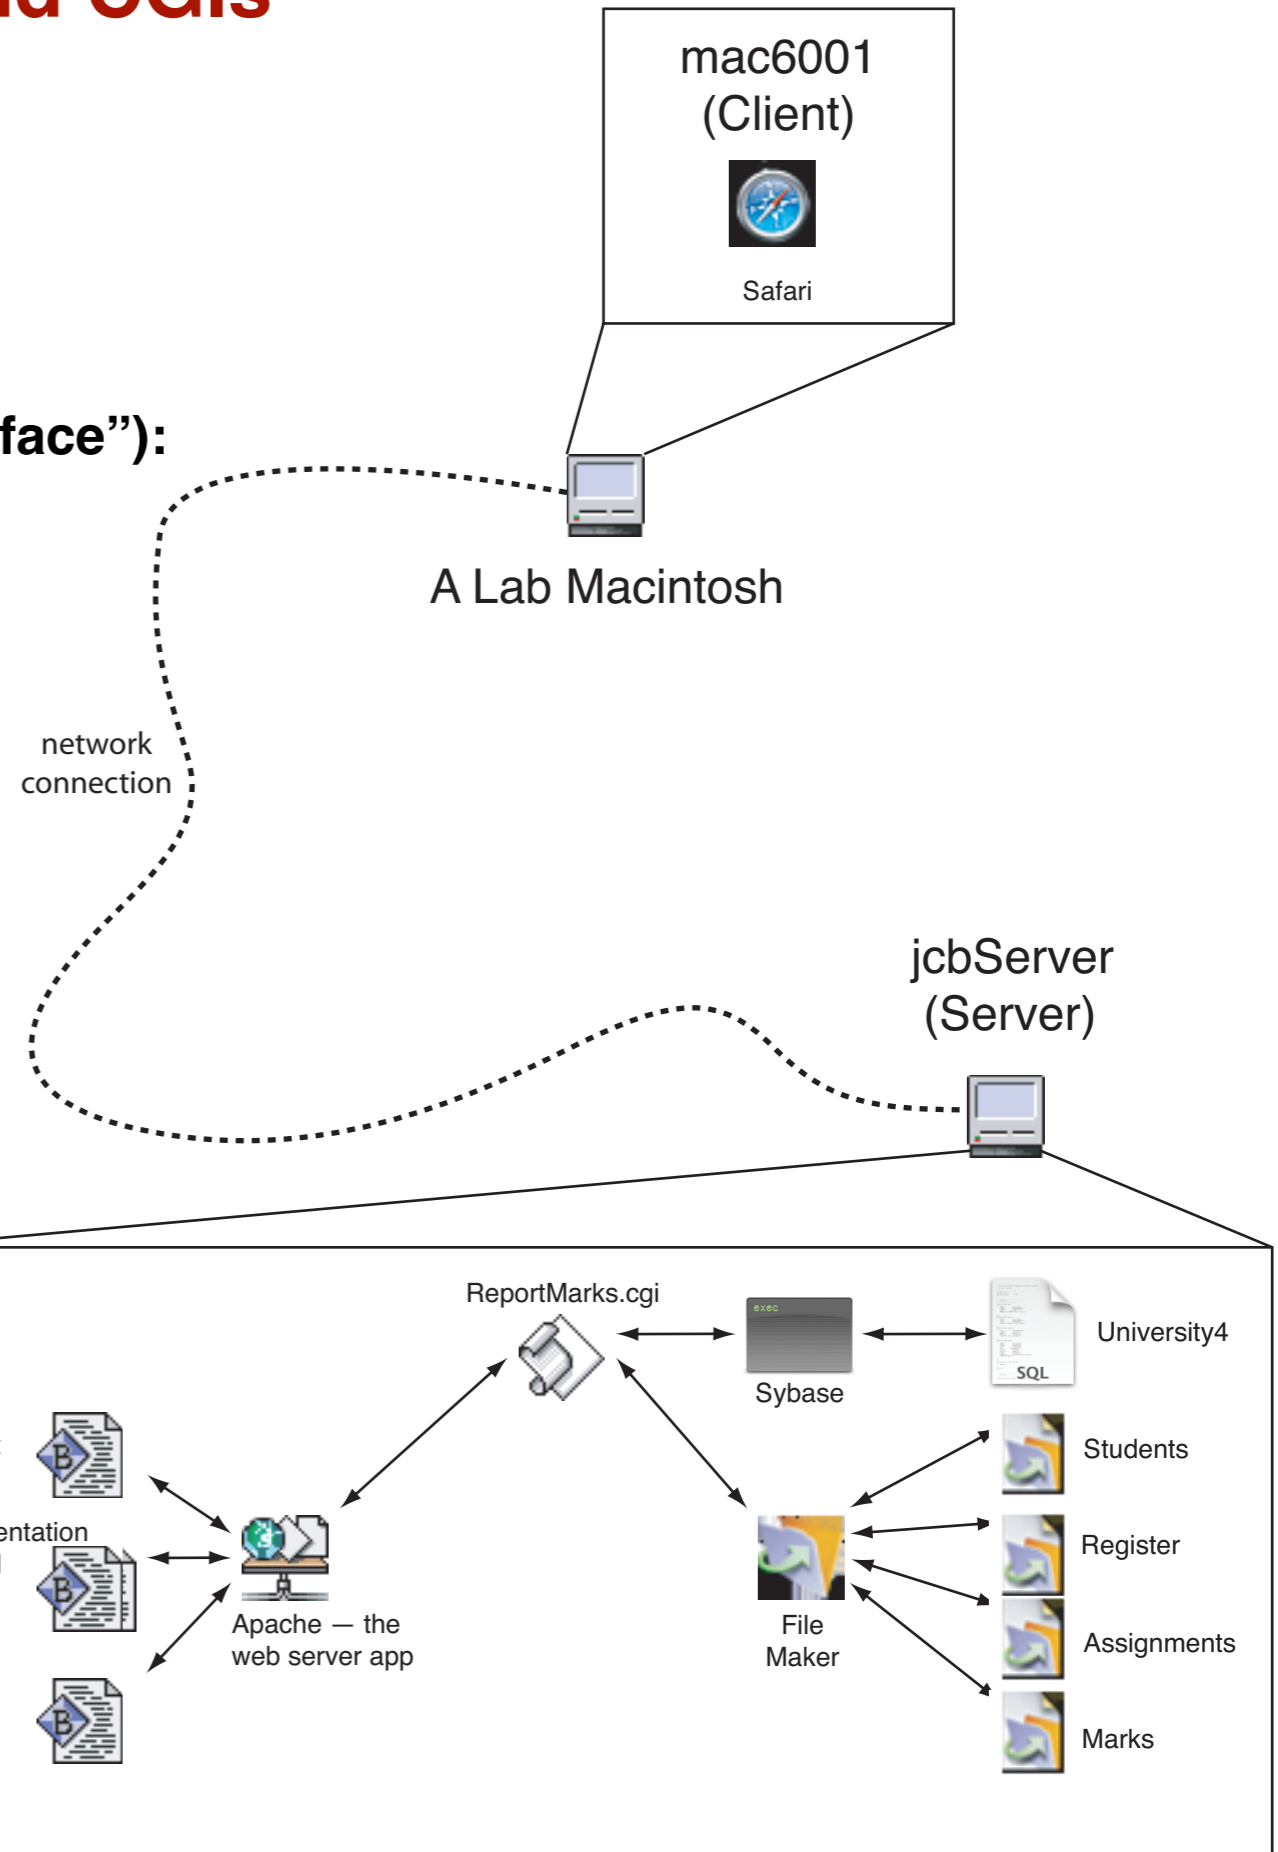 CGIs
mac6001
(Client)
Safari
face”):
A Lab Macintosh
network
connection
jcbServer
(Server)
ReportMarks.cgi
exec
Sybase
SQL
University4
Students
Register
Assignments
Marks
entation
B
B
B
Apache — the
web server app
File
Maker